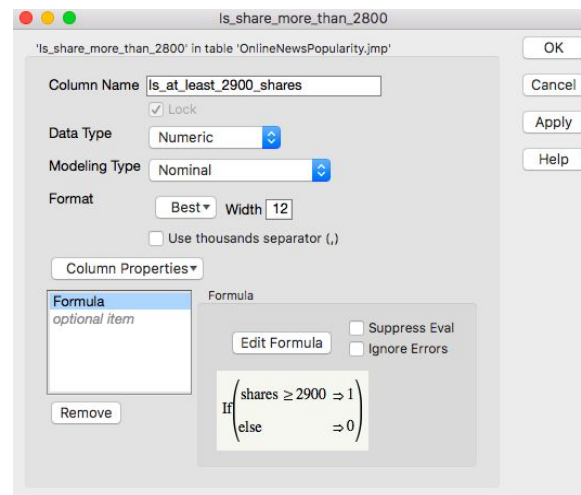 Is_share_more_than_2800
'Is_share_more_than_2800' in table 'OnlineNewsPopularity.jmp'
OK
Column Name Is_at_least_2900_shares
Cancel
Lock
Apply
Data Type Numeric
Help
Modeling Type Nominal
Format Best Width 12
Use thousands separator (,)
Column Properties
Formula
Formula
optional item
Edit Formula
Suppress Eval
Ignore Errors
Remove
If(shares ≥ 2900 ⇒ 1
else ⇒ 0)